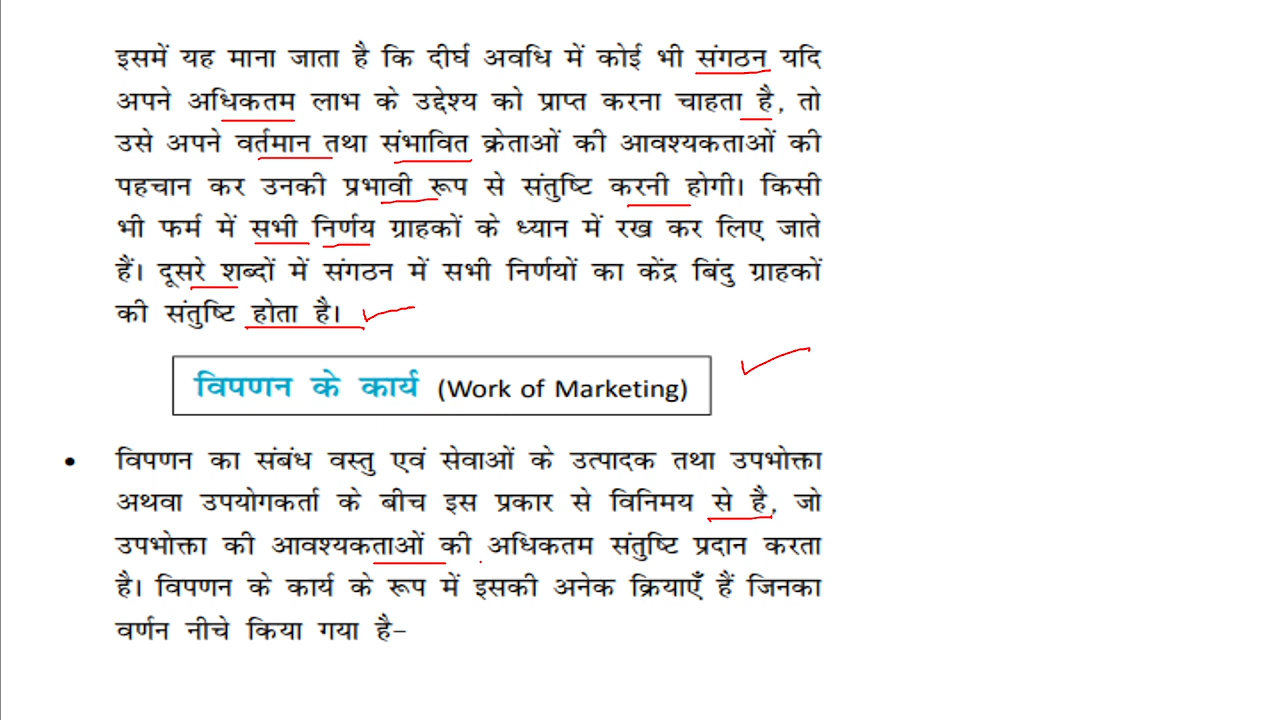 इसमें यह माना जाता है कि दीर्घ अवधि में कोई भी संगठन यदि
अपने अधिकतम लाभ के उद्देश्य को प्राप्त करना चाहता है, तो
उसे अपने वर्तमान तथा संभावित क्रेताओं की आवश्यकताओं की
पहचान कर उनकी प्रभावी रूप से संतुष्टि करनी होगी। किसी
भी फर्म में सभी निर्णय ग्राहकों के ध्यान में रख कर लिए जाते
हैं। दूसरे शब्दों में संगठन में सभी निर्णयों का केंद्र बिंदु ग्राहकों
की संतुष्टि होता है।
विपणन के कार्य (Work of Marketing)
• विपणन का संबंध वस्तु एवं सेवाओं के उत्पादक तथा उपभोक्ता
अथवा उपयोगकर्ता के बीच इस प्रकार से विनिमय से है, जो
उपभोक्ता की आवश्यकताओं की अधिकतम संतुष्टि प्रदान करता
है। विपणन के कार्य के रूप में इसकी अनेक क्रियाएँ हैं जिनका
वर्णन नीचे किया गया है–